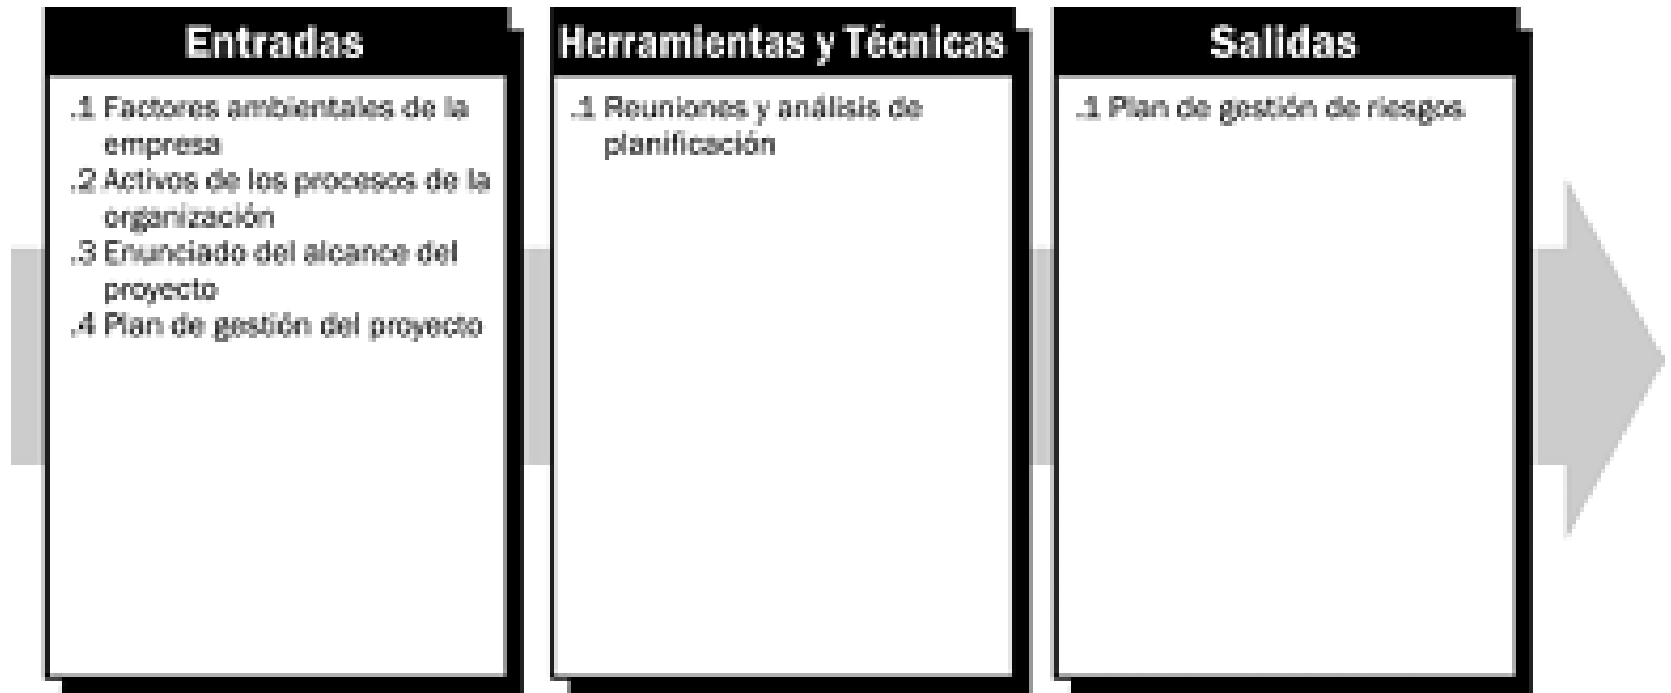 Entradas
.1 Factores ambientales de la
empresa
.2 Activos de los procesos de la
organización
.3 Enunciado del alcance del
proyecto
.4 Plan de gestión del proyecto
Herramientas y Técnicas
.1 Reuniones y análisis de
planificación
Salidas
.1 Plan de gestión de riesgos